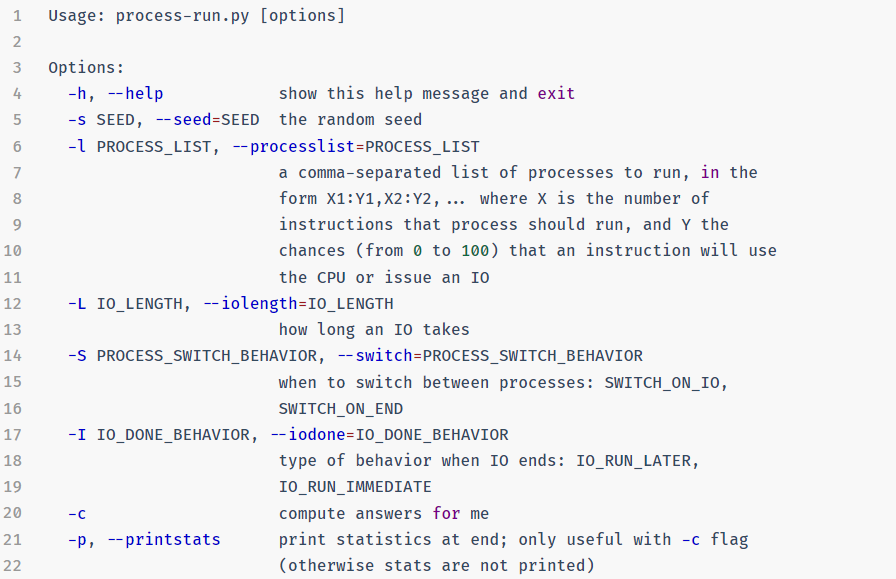 1 Usage: process-run.py [options]
2
3 Options:
4 -h, --help show this help message and exit
5 -s SEED, --seed=SEED the random seed
6 -l PROCESS_LIST, --processlist=PROCESS_LIST
7 a comma-separated list of processes to run, in the
8 form X1:Y1,X2:Y2,... where X is the number of
9 instructions that process should run, and Y the
10 chances (from 0 to 100) that an instruction will use
11 the CPU or issue an IO
12 -L IO_LENGTH, --iolength=IO_LENGTH
13 how long an IO takes
14 -S PROCESS_SWITCH_BEHAVIOR, --switch=PROCESS_SWITCH_BEHAVIOR
15 when to switch between processes: SWITCH_ON_IO,
16 SWITCH_ON_END
17 -I IO_DONE_BEHAVIOR, --iodone=IO_DONE_BEHAVIOR
18 type of behavior when IO ends: IO_RUN_LATER,
19 IO_RUN_IMMEDIATE
20 -c compute answers for me
21 -p, --printstats print statistics at end; only useful with -c flag
22 (otherwise stats are not printed)